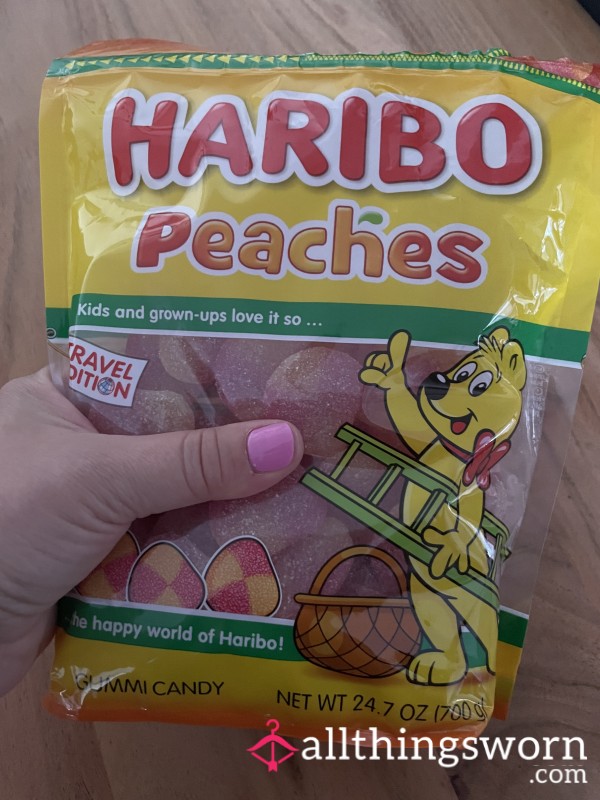 HARIBO
Peaches
Kids and grown-ups love it so ...
TRAVEL
EDITION
the happy world of Haribo!
GUMMI CANDY
NET WT 24.7 OZ (700 g)
allthingsworn
.com